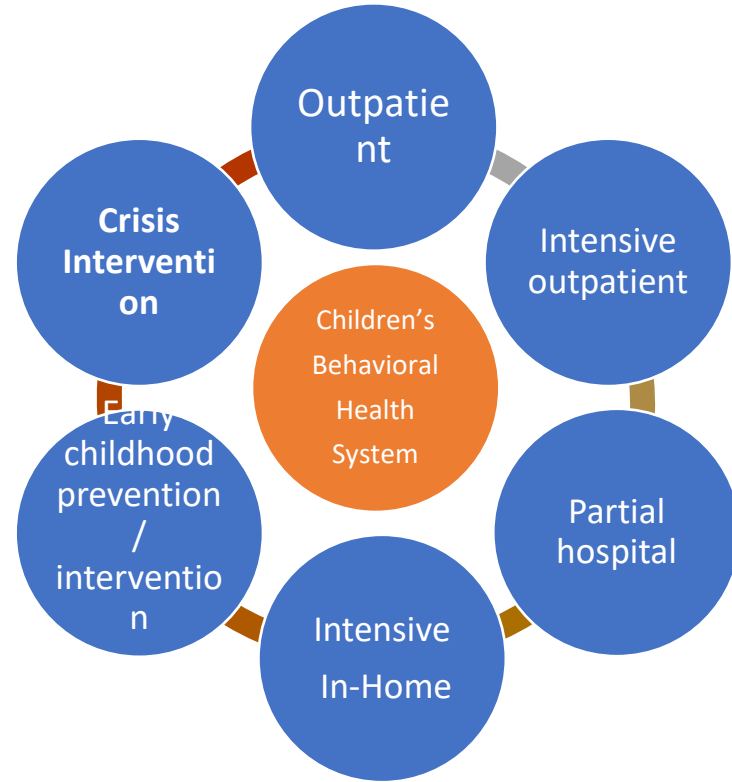 Outpatie
nt
Crisis
Interventi
on
Intensive
outpatient
Children’s
Behavioral
Health
System
Early
childhood
prevention
/
interventio
n
Partial
hospital
Intensive
In-Home